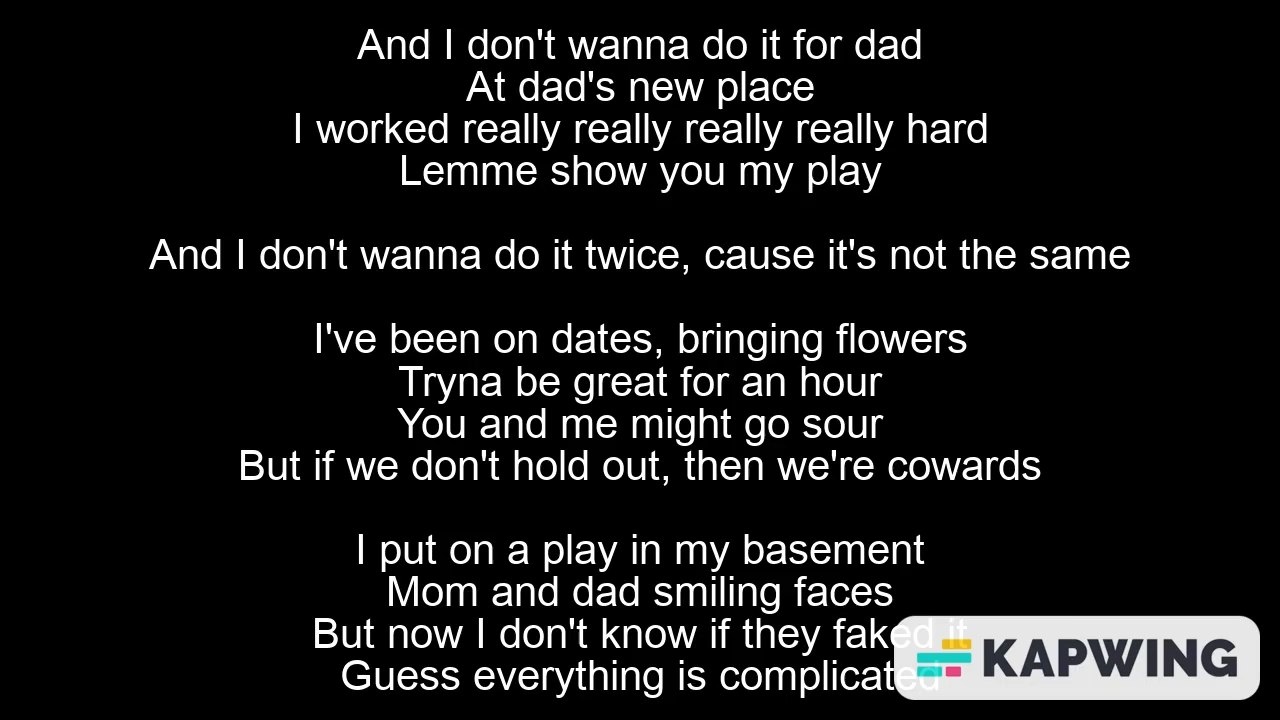 And I don't wanna do it for dad
At dad's new place
I worked really really really really hard
Lemme show you my play
And I don't wanna do it twice, cause it's not the same
I've been on dates, bringing flowers
Tryna be great for an hour
You and me might go sour
But if we don't hold out, then we're cowards
I put on a play in my basement
Mom and dad smiling faces
But now I don't know if they faked it
Guess everything is complicated
KAPWING